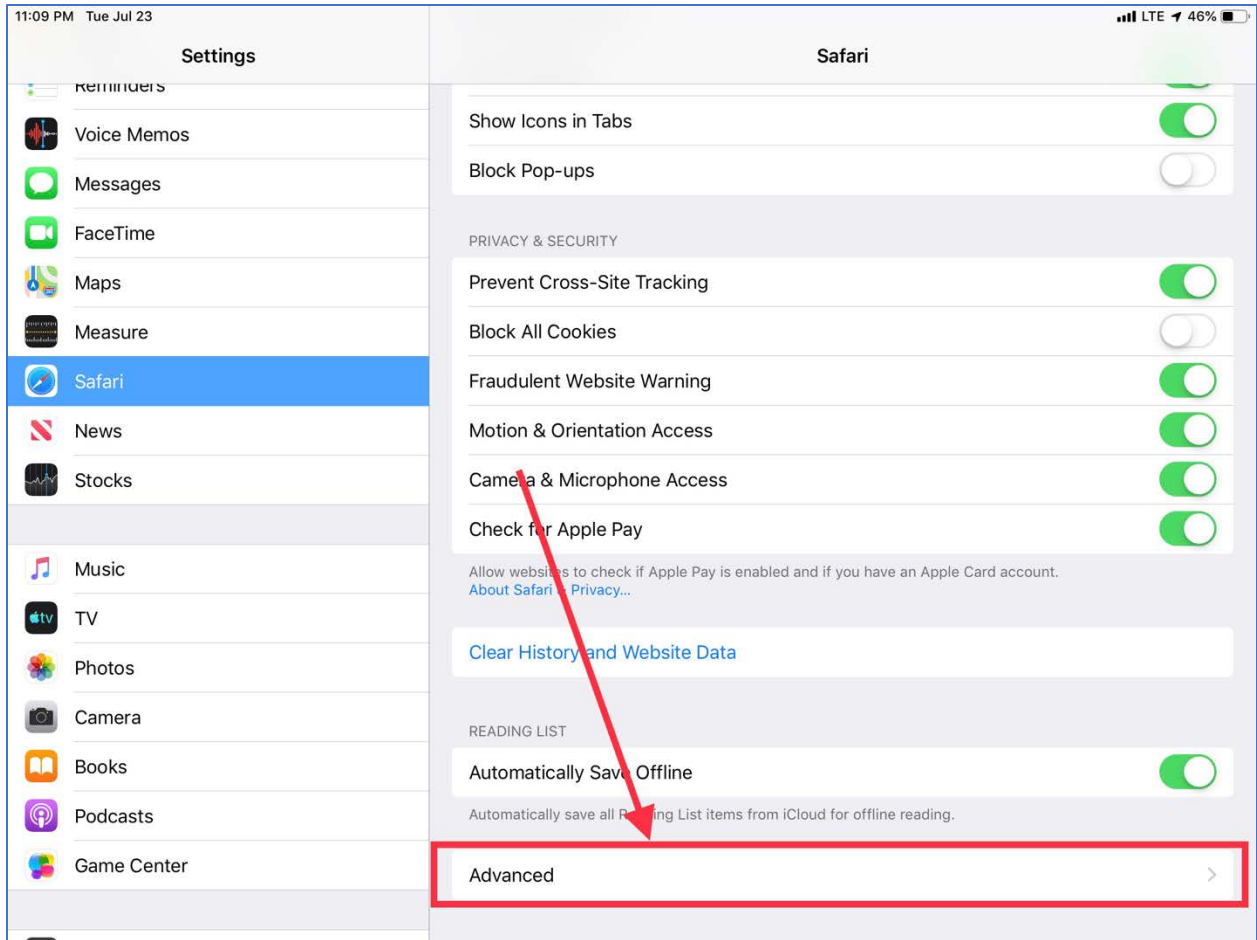 11:09 PM Tue Jul 23
LTE 46%
Settings
Safari
Reminders
Voice Memos
Messages
FaceTime
Maps
Measure
Safari
News
Stocks
Music
tv
TV
Photos
Camera
Books
Podcasts
Game Center
Show Icons in Tabs
Block Pop-ups
PRIVACY & SECURITY
Prevent Cross-Site Tracking
Block All Cookies
Fraudulent Website Warning
Motion & Orientation Access
Camera & Microphone Access
Check for Apple Pay
Allow websites to check if Apple Pay is enabled and if you have an Apple Card account.
About Safari & Privacy...
Clear History and Website Data
READING LIST
Automatically Save Offline
Automatically save all Reading List items from iCloud for offline reading.
Advanced